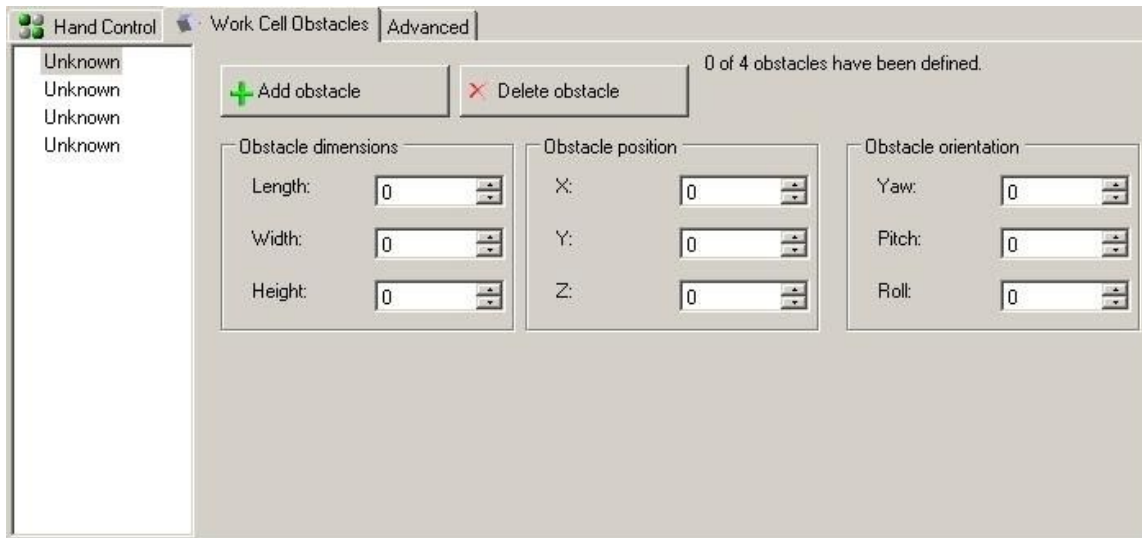 Hand Control Work Cell Obstacles Advanced
Unknown
Unknown
Unknown
Unknown
Add obstacle Delete obstacle 0 of 4 obstacles have been defined.
Obstacle dimensions Obstacle position Obstacle orientation
Length: 0 X: 0 Yaw: 0
Width: 0 Y: 0 Pitch: 0
Height: 0 Z: 0 Roll: 0